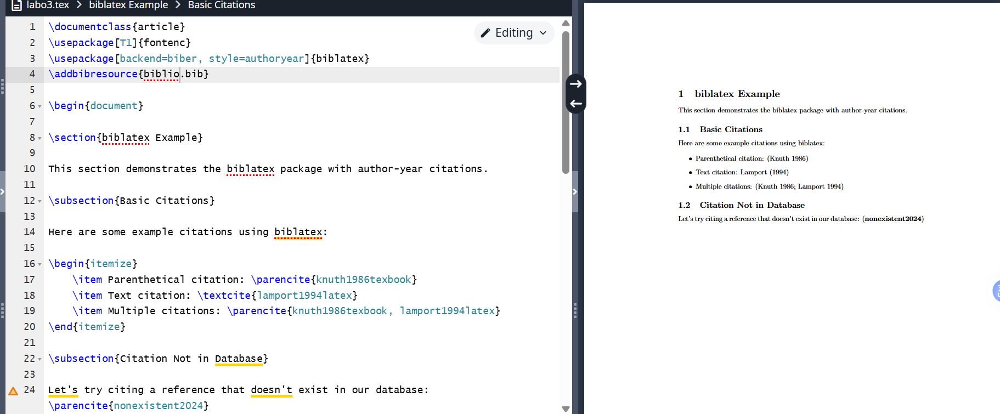 labo3.tex > biblatex Example > Basic Citations
Editing
1 \documentclass{article}
2 \usepackage[T1]{fontenc}
3 \usepackage[backend=biber, style=authoryear]{biblatex}
4 \addbibresource{biblio.bib}
5
6 \begin{document}
7
8 \section{biblatex Example}
9
10 This section demonstrates the biblatex package with author-year citations.
11
12 \subsection{Basic Citations}
13
14 Here are some example citations using biblatex:
15
16 \begin{itemize}
17 \item Parenthetical citation: \parencite{knuth1986texbook}
18 \item Text citation: \textcite{lamport1994latex}
19 \item Multiple citations: \parencite{knuth1986texbook, lamport1994latex}
20 \end{itemize}
21
22 \subsection{Citation Not in Database}
23
24 Let's try citing a reference that doesn't exist in our database:
\parencite{nonexistent2024}
1 biblatex Example
This section demonstrates the biblatex package with author-year citations.
1.1 Basic Citations
Here are some example citations using biblatex:
• Parenthetical citation: (Knuth 1986)
• Text citation: Lamport (1994)
• Multiple citations: (Knuth 1986; Lamport 1994)
1.2 Citation Not in Database
Let's try citing a reference that doesn't exist in our database: (nonexistent2024)